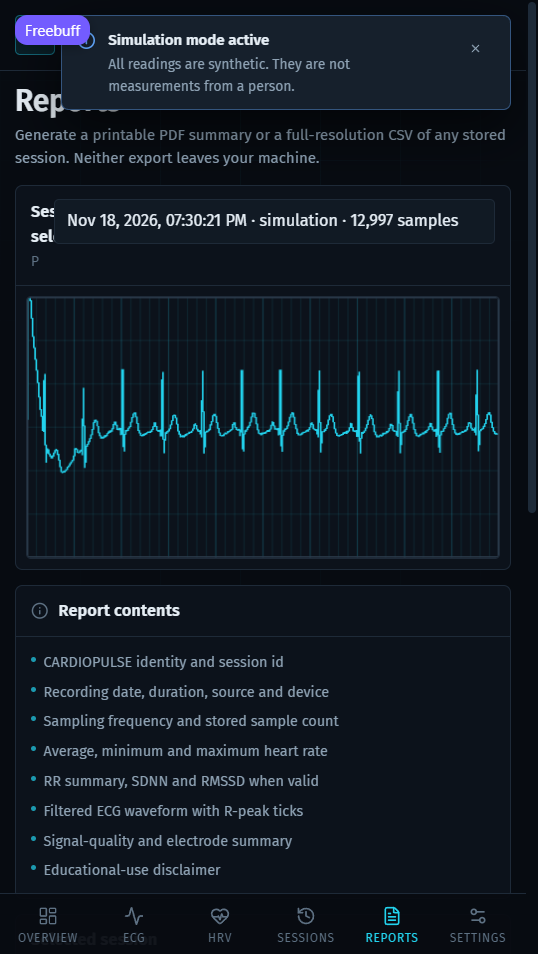 Freebuff
Simulation mode active
All readings are synthetic. They are not
measurements from a person.
Reports
Generate a printable PDF summary or a full-resolution CSV of any stored
session. Neither export leaves your machine.
Nov 18, 2026, 07:30:21 PM · simulation · 12,997 samples
P
Report contents
CARDIOPULSE identity and session id
Recording date, duration, source and device
Sampling frequency and stored sample count
Average, minimum and maximum heart rate
RR summary, SDNN and RMSSD when valid
Filtered ECG waveform with R-peak ticks
Signal-quality and electrode summary
Educational-use disclaimer
session
OVERVIEW
ECG
HRV
SESSIONS
REPORTS
SETTINGS